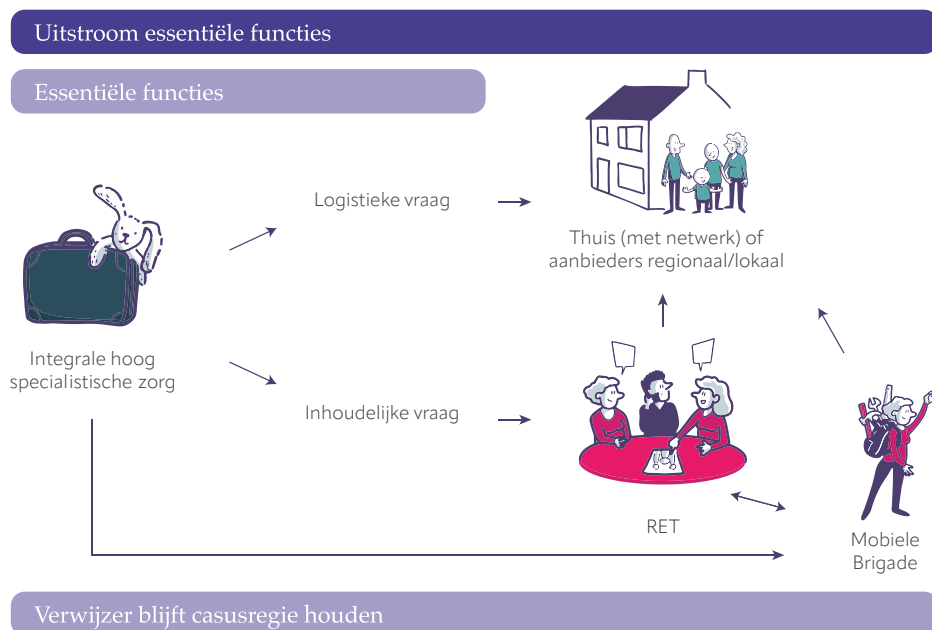 Uitstroom essentiële functies
Essentiële functies
Logistieke vraag
Thuis (met netwerk) of
aanbieders regionaal/lokaal
Integrale hoog
specialistische zorg
Inhoudelijke vraag
RET
Mobiele
Brigade
Verwijzer blijft casusregie houden